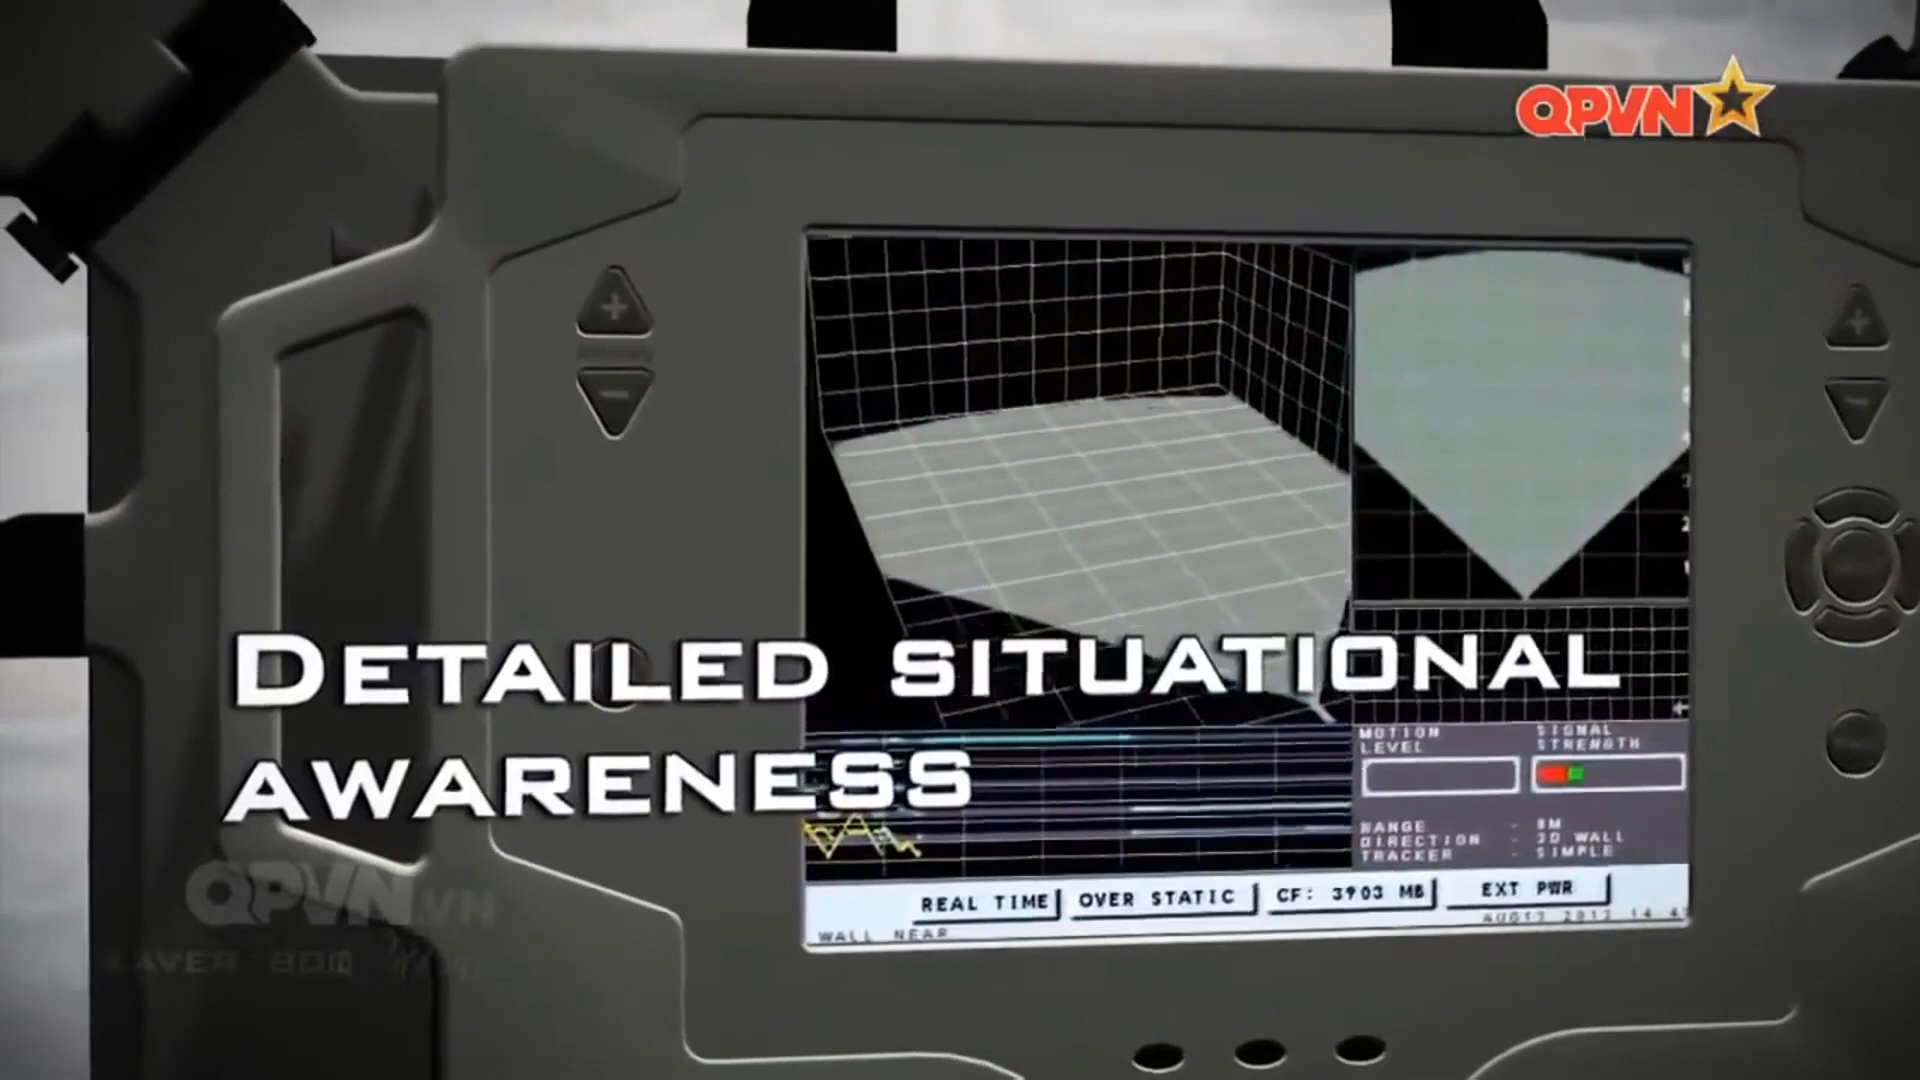 QPVN
DETAILED SITUATIONAL
AWARENESS
MOTION
LEVEL
SIGNAL
STRENGTH
RANGE - 8M
DIRECTION - 2D WALL
TRACKER - SIMPLE
QPVN.VN
REAL TIME
OVER STATIC
CF: 3903 MB
EXT PWR
WALL NEAR